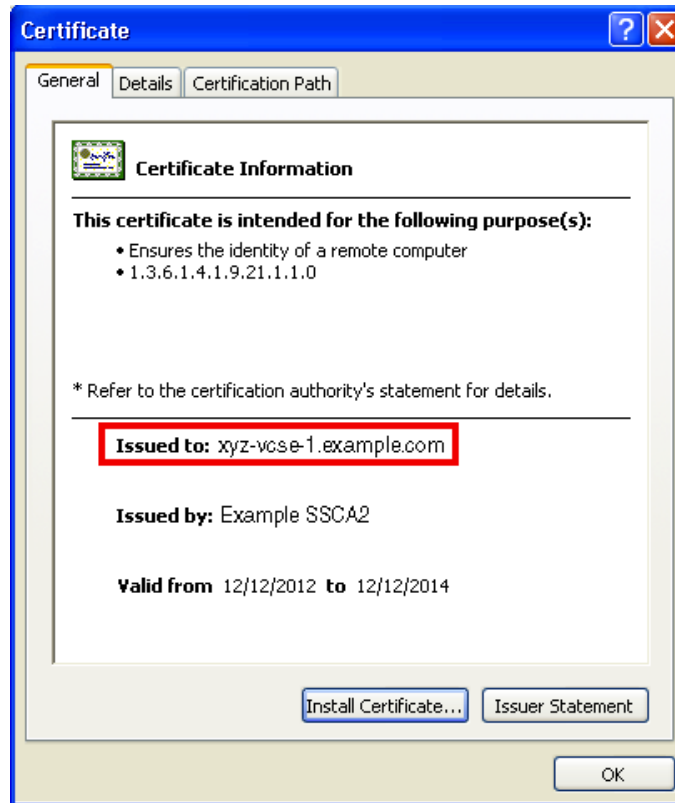 Certificate
General Details Certification Path
Certificate Information
This certificate is intended for the following purpose(s):
• Ensures the identity of a remote computer
• 1.3.6.1.4.1.9.21.1.1.0
* Refer to the certification authority's statement for details.
Issued to: xyz-vcse-1.example.com
Issued by: Example SSCA2
Valid from 12/12/2012 to 12/12/2014
Install Certificate... Issuer Statement
OK